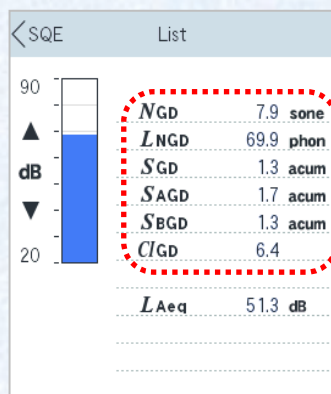 SQE List
90
▲
dB
▼
20
NGD 7.9 sone
LNGD 69.9 phon
SGD 1.3 acum
SAGD 1.7 acum
SBGD 1.3 acum
ClGD 6.4
LAeq 51.3 dB